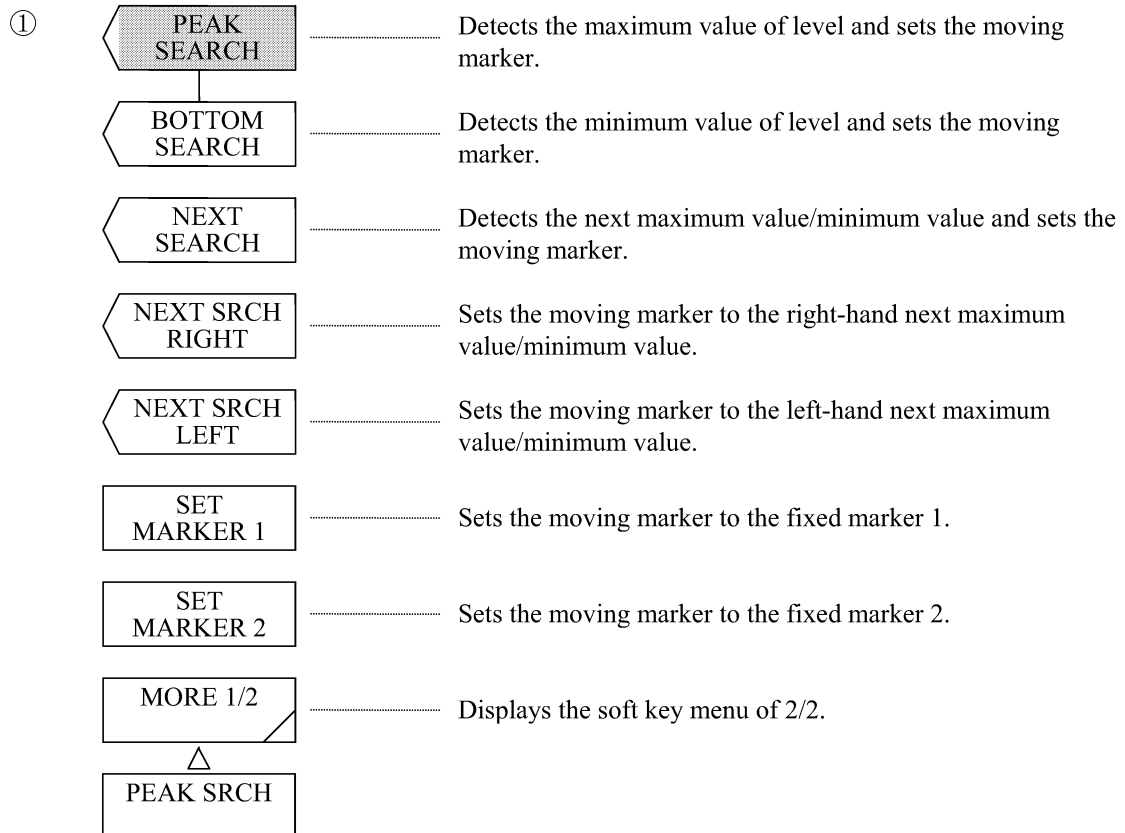 ①
PEAK
SEARCH
Detects the maximum value of level and sets the moving
marker.
BOTTOM
SEARCH
Detects the minimum value of level and sets the moving
marker.
NEXT
SEARCH
Detects the next maximum value/minimum value and sets the
moving marker.
NEXT SRCH
RIGHT
Sets the moving marker to the right-hand next maximum
value/minimum value.
NEXT SRCH
LEFT
Sets the moving marker to the left-hand next maximum
value/minimum value.
SET
MARKER 1
Sets the moving marker to the fixed marker 1.
SET
MARKER 2
Sets the moving marker to the fixed marker 2.
MORE 1/2
Displays the soft key menu of 2/2.
PEAK SRCH